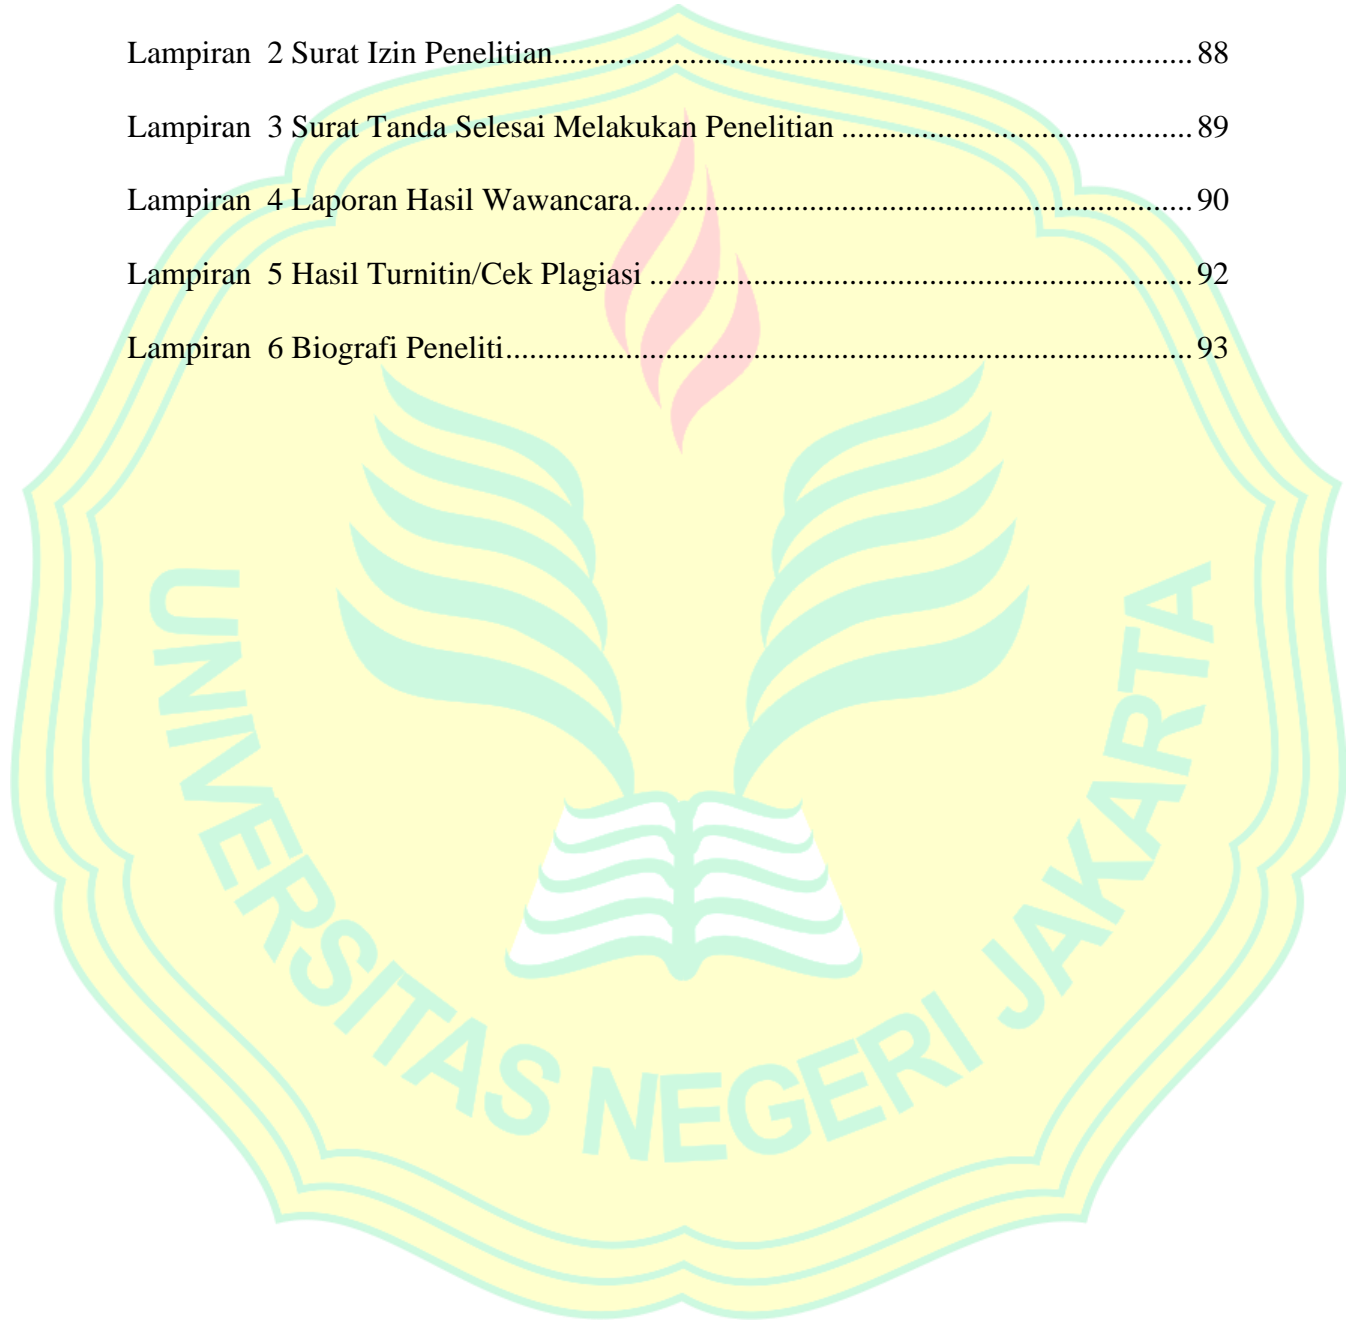 Lampiran  2 Surat Izin Penelitian................................................................................ 88
Lampiran  3 Surat Tanda Selesai Melakukan Penelitian ............................................ 89
Lampiran  4 Laporan Hasil Wawancara...................................................................... 90
Lampiran  5 Hasil Turnitin/Cek Plagiasi .................................................................... 92
Lampiran  6 Biografi Peneliti...................................................................................... 93
UNIVERSITAS NEGERI JAKARTA